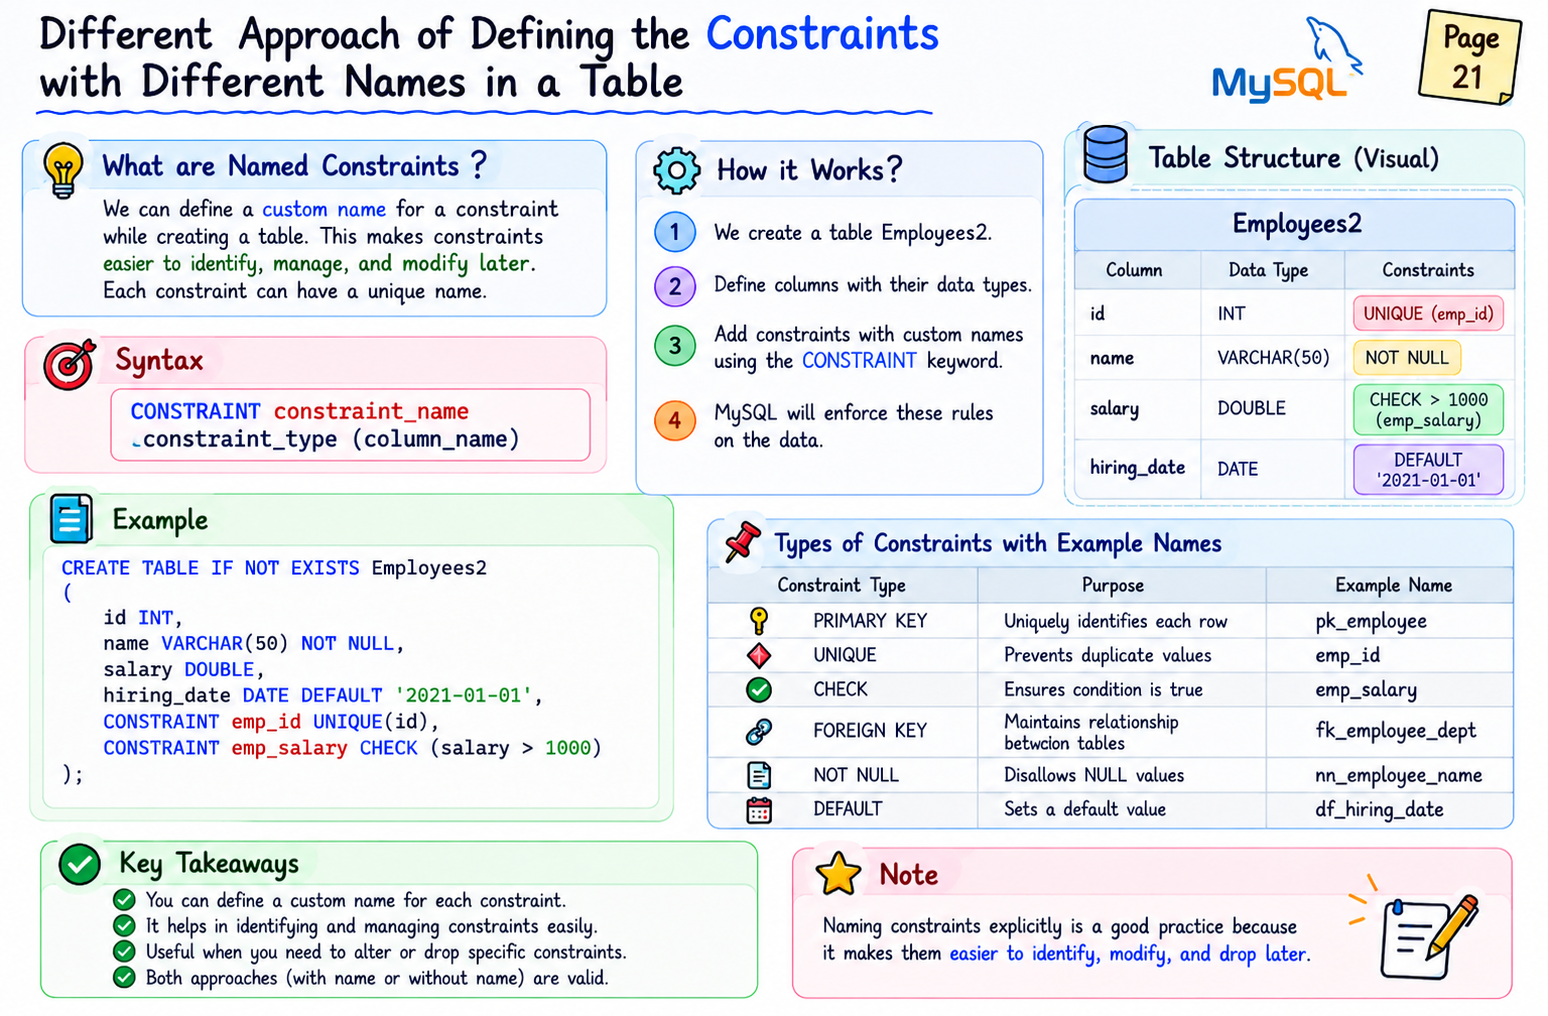 Different Approach of Defining the Constraints
with Different Names in a Table
MySQL
Page
21
What are Named Constraints ?
We can define a custom name for a constraint
while creating a table. This makes constraints
easier to identify, manage, and modify later.
Each constraint can have a unique name.
Syntax
CONSTRAINT constraint_name
constraint_type (column_name)
How it Works?
1 We create a table Employees2.
2 Define columns with their data types.
3 Add constraints with custom names
using the CONSTRAINT keyword.
4 MySQL will enforce these rules
on the data.
Table Structure (Visual)
Employees2
Column Data Type Constraints
id INT UNIQUE (emp_id)
name VARCHAR(50) NOT NULL
salary DOUBLE CHECK > 1000
(emp_salary)
hiring_date DATE DEFAULT
'2021-01-01'
Example
CREATE TABLE IF NOT EXISTS Employees2
(
id INT,
name VARCHAR(50) NOT NULL,
salary DOUBLE,
hiring_date DATE DEFAULT '2021-01-01',
CONSTRAINT emp_id UNIQUE(id),
CONSTRAINT emp_salary CHECK (salary > 1000)
);
Types of Constraints with Example Names
Constraint Type Purpose Example Name
PRIMARY KEY Uniquely identifies each row pk_employee
UNIQUE Prevents duplicate values emp_id
CHECK Ensures condition is true emp_salary
FOREIGN KEY Maintains relationship
betwcion tables fk_employee_dept
NOT NULL Disallows NULL values nn_employee_name
DEFAULT Sets a default value df_hiring_date
Key Takeaways
You can define a custom name for each constraint.
It helps in identifying and managing constraints easily.
Useful when you need to alter or drop specific constraints.
Both approaches (with name or without name) are valid.
Note
Naming constraints explicitly is a good practice because
it makes them easier to identify, modify, and drop later.